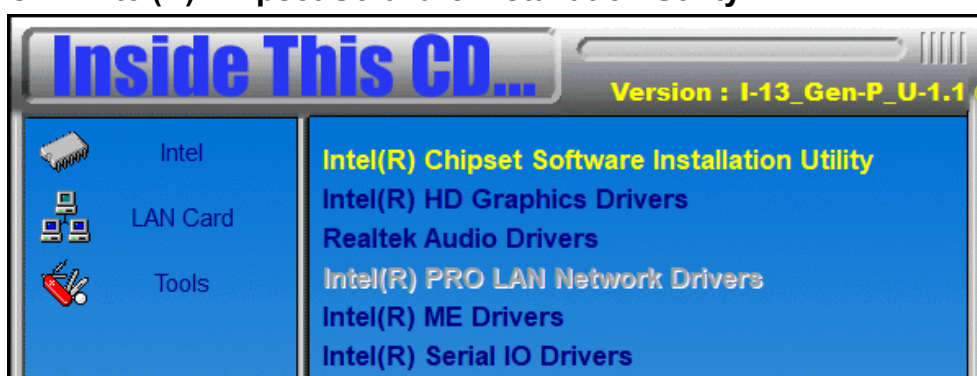 Inside This CD...
Version : I-13_Gen-P_U-1.1
Intel
LAN Card
Tools
Intel(R) Chipset Software Installation Utility
Intel(R) HD Graphics Drivers
Realtek Audio Drivers
Intel(R) PRO LAN Network Drivers
Intel(R) ME Drivers
Intel(R) Serial IO Drivers